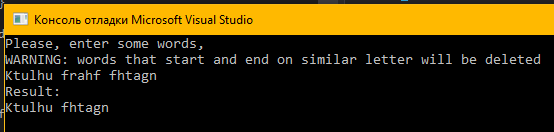 Консоль отладки Microsoft Visual Studio
Please, enter some words,
WARNING: words that start and end on similar letter will be deleted
Ktulhu frahf fhtagn
Result:
Ktulhu fhtagn